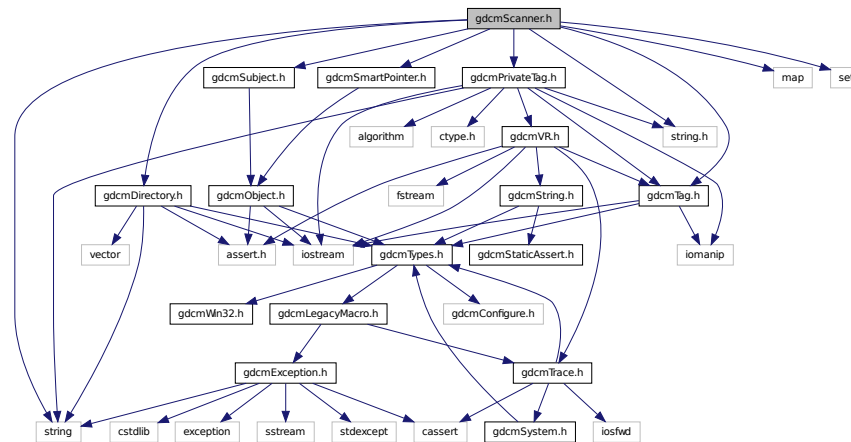 gdcmScanner.h
gdcmSubject.h
gdcmSmartPointer.h
gdcmPrivateTag.h
map
set
algorithm
ctype.h
gdcmVR.h
string.h
gdcmDirectory.h
gdcmObject.h
fstream
gdcmString.h
gdcmTag.h
vector
assert.h
iostream
gdcmTypes.h
gdcmStaticAssert.h
iomanip
gdcmWin32.h
gdcmLegacyMacro.h
gdcmConfigure.h
gdcmException.h
gdcmTrace.h
string
cstdlib
exception
sstream
stdexcept
cassert
gdcmSystem.h
iosfwd